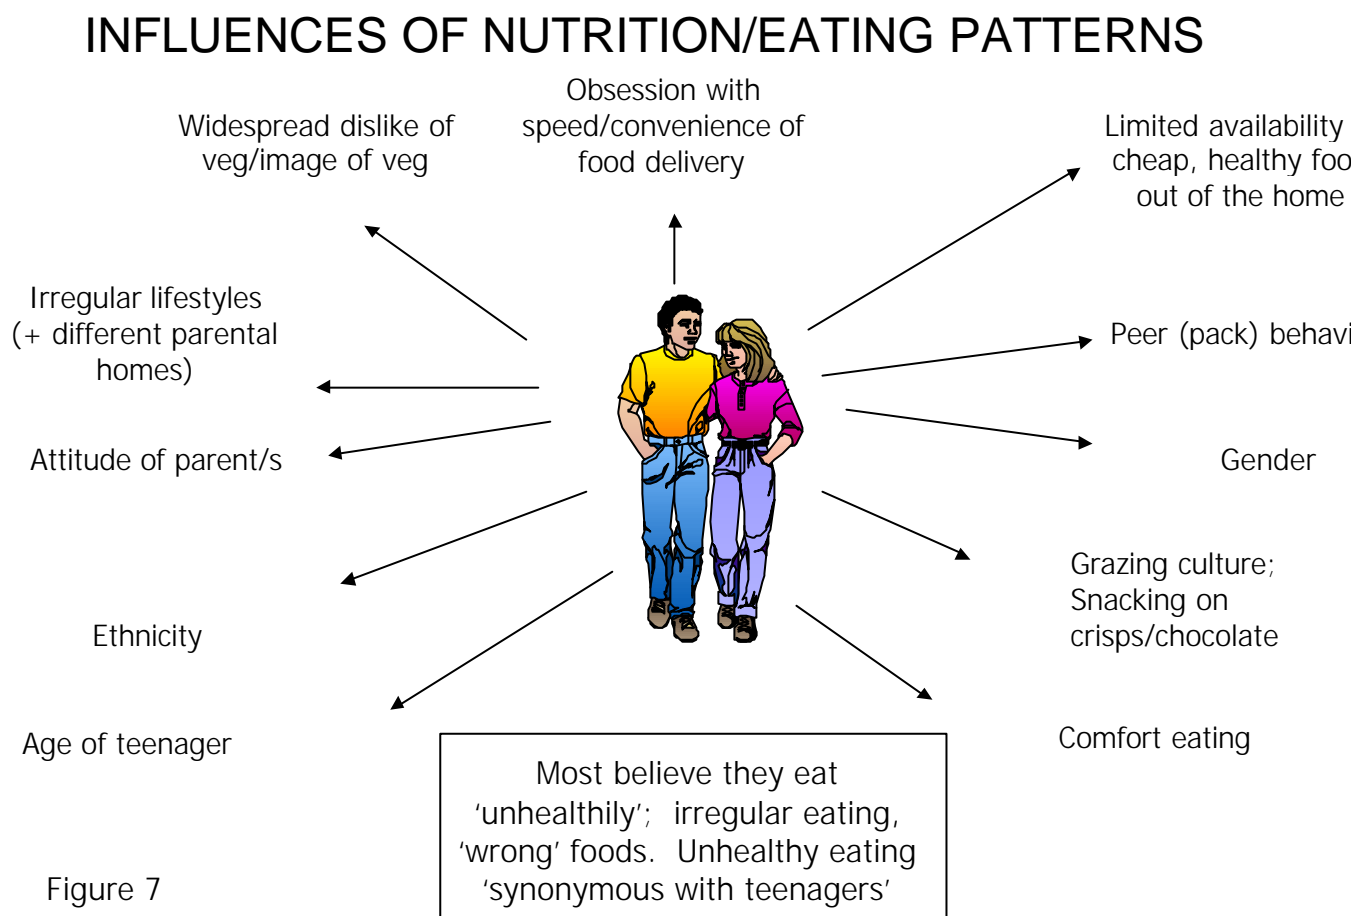 INFLUENCES OF NUTRITION/EATING PATTERNS
Obsession with
speed/convenience of
food delivery
Widespread dislike of
veg/image of veg
Limited availability
cheap, healthy foo
out of the home
Irregular lifestyles
(+ different parental
homes)
Peer (pack) behavi
Attitude of parent/s
Gender
Ethnicity
Grazing culture;
Snacking on
crisps/chocolate
Age of teenager
Comfort eating
Most believe they eat
‘unhealthily’; irregular eating,
‘wrong’ foods. Unhealthy eating
‘synonymous with teenagers’
Figure 7